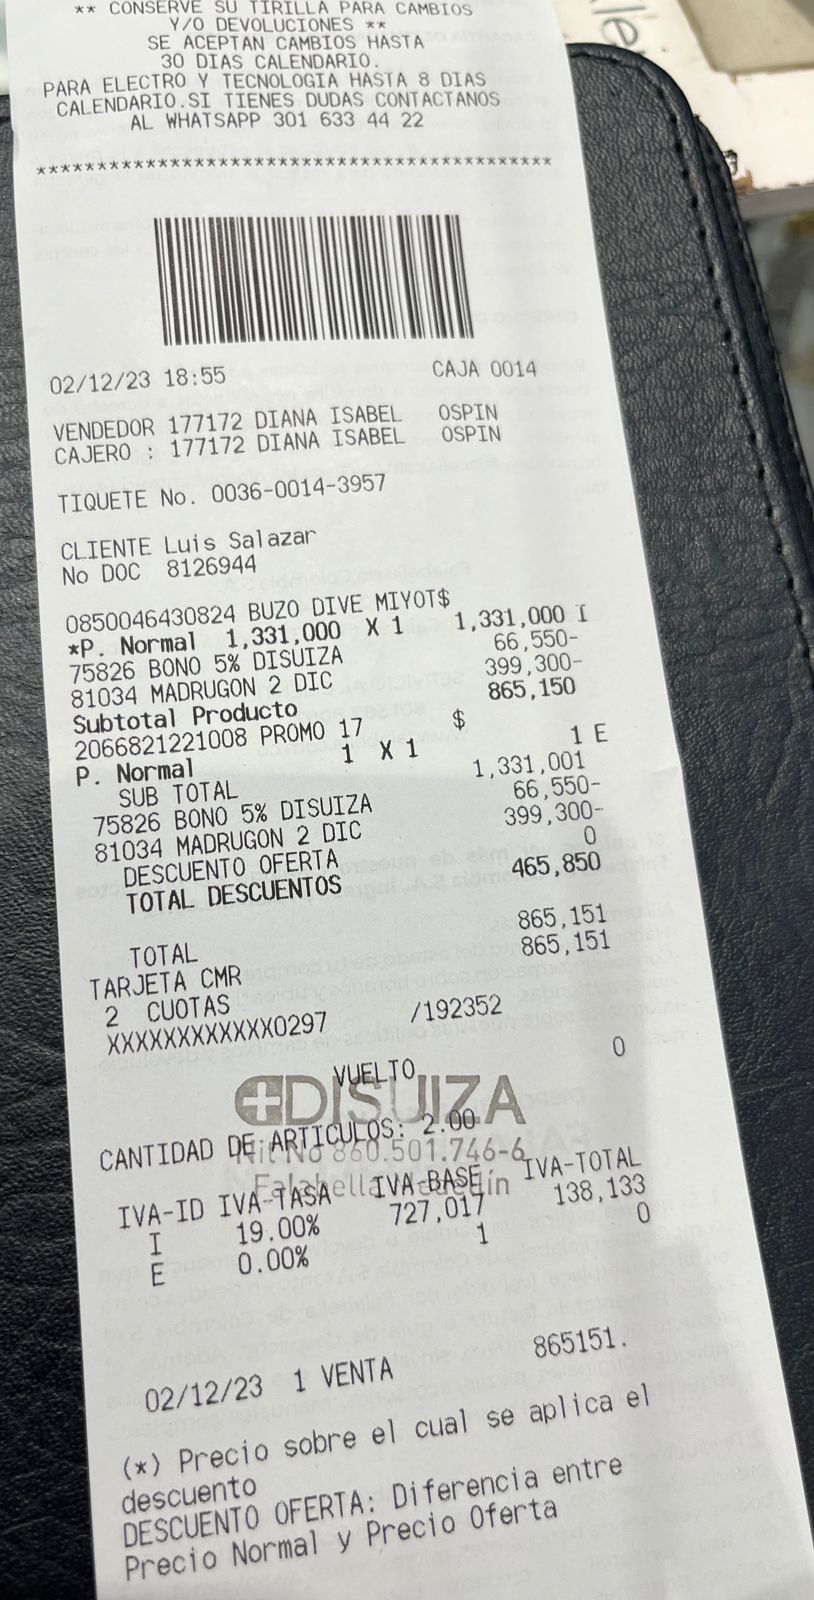 ** CONSERVE SU TIRILLA PARA CAMBIOS
Y/O DEVOLUCIONES **
SE ACEPTAN CAMBIOS HASTA
30 DIAS CALENDARIO.
PARA ELECTRO Y TECNOLOGIA HASTA 8 DIAS
CALENDARIO.SI TIENES DUDAS CONTACTANOS
AL WHATSAPP 301 633 44 22
******************************************
02/12/23 18:55 CAJA 0014
VENDEDOR 177172 DIANA ISABEL OSPIN
CAJERO : 177172 DIANA ISABEL OSPIN
TIQUETE No. 0036-0014-3957
CLIENTE Luis Salazar
No DOC 8126944
0850046430824 BUZO DIVE MIYOT$
*P. Normal 1,331,000 X 1 1,331,000 I
75826 BONO 5% DISUIZA 66,550-
81034 MADRUGON 2 DIC 399,300-
Subtotal Producto 865,150
2066821221008 PROMO 17 $
P. Normal 1 X 1 1 E
SUB TOTAL 1,331,001
75826 BONO 5% DISUIZA 66,550-
81034 MADRUGON 2 DIC 399,300-
DESCUENTO OFERTA 0
TOTAL DESCUENTOS 465,850
TOTAL 865,151
TARJETA CMR 865,151
2 CUOTAS
XXXXXXXXXXXX0297 /192352
VUELTO 0
DISUIZA
CANTIDAD DE ARTICULOS: 2.00
Nit No 860.501.746-6
Falabella Medellín
IVA-ID IVA-TASA IVA-BASE IVA-TOTAL
I 19.00% 727,017 138,133
E 0.00% 1 0
02/12/23 1 VENTA 865151.
(*) Precio sobre el cual se aplica el
descuento
DESCUENTO OFERTA: Diferencia entre
Precio Normal y Precio Oferta